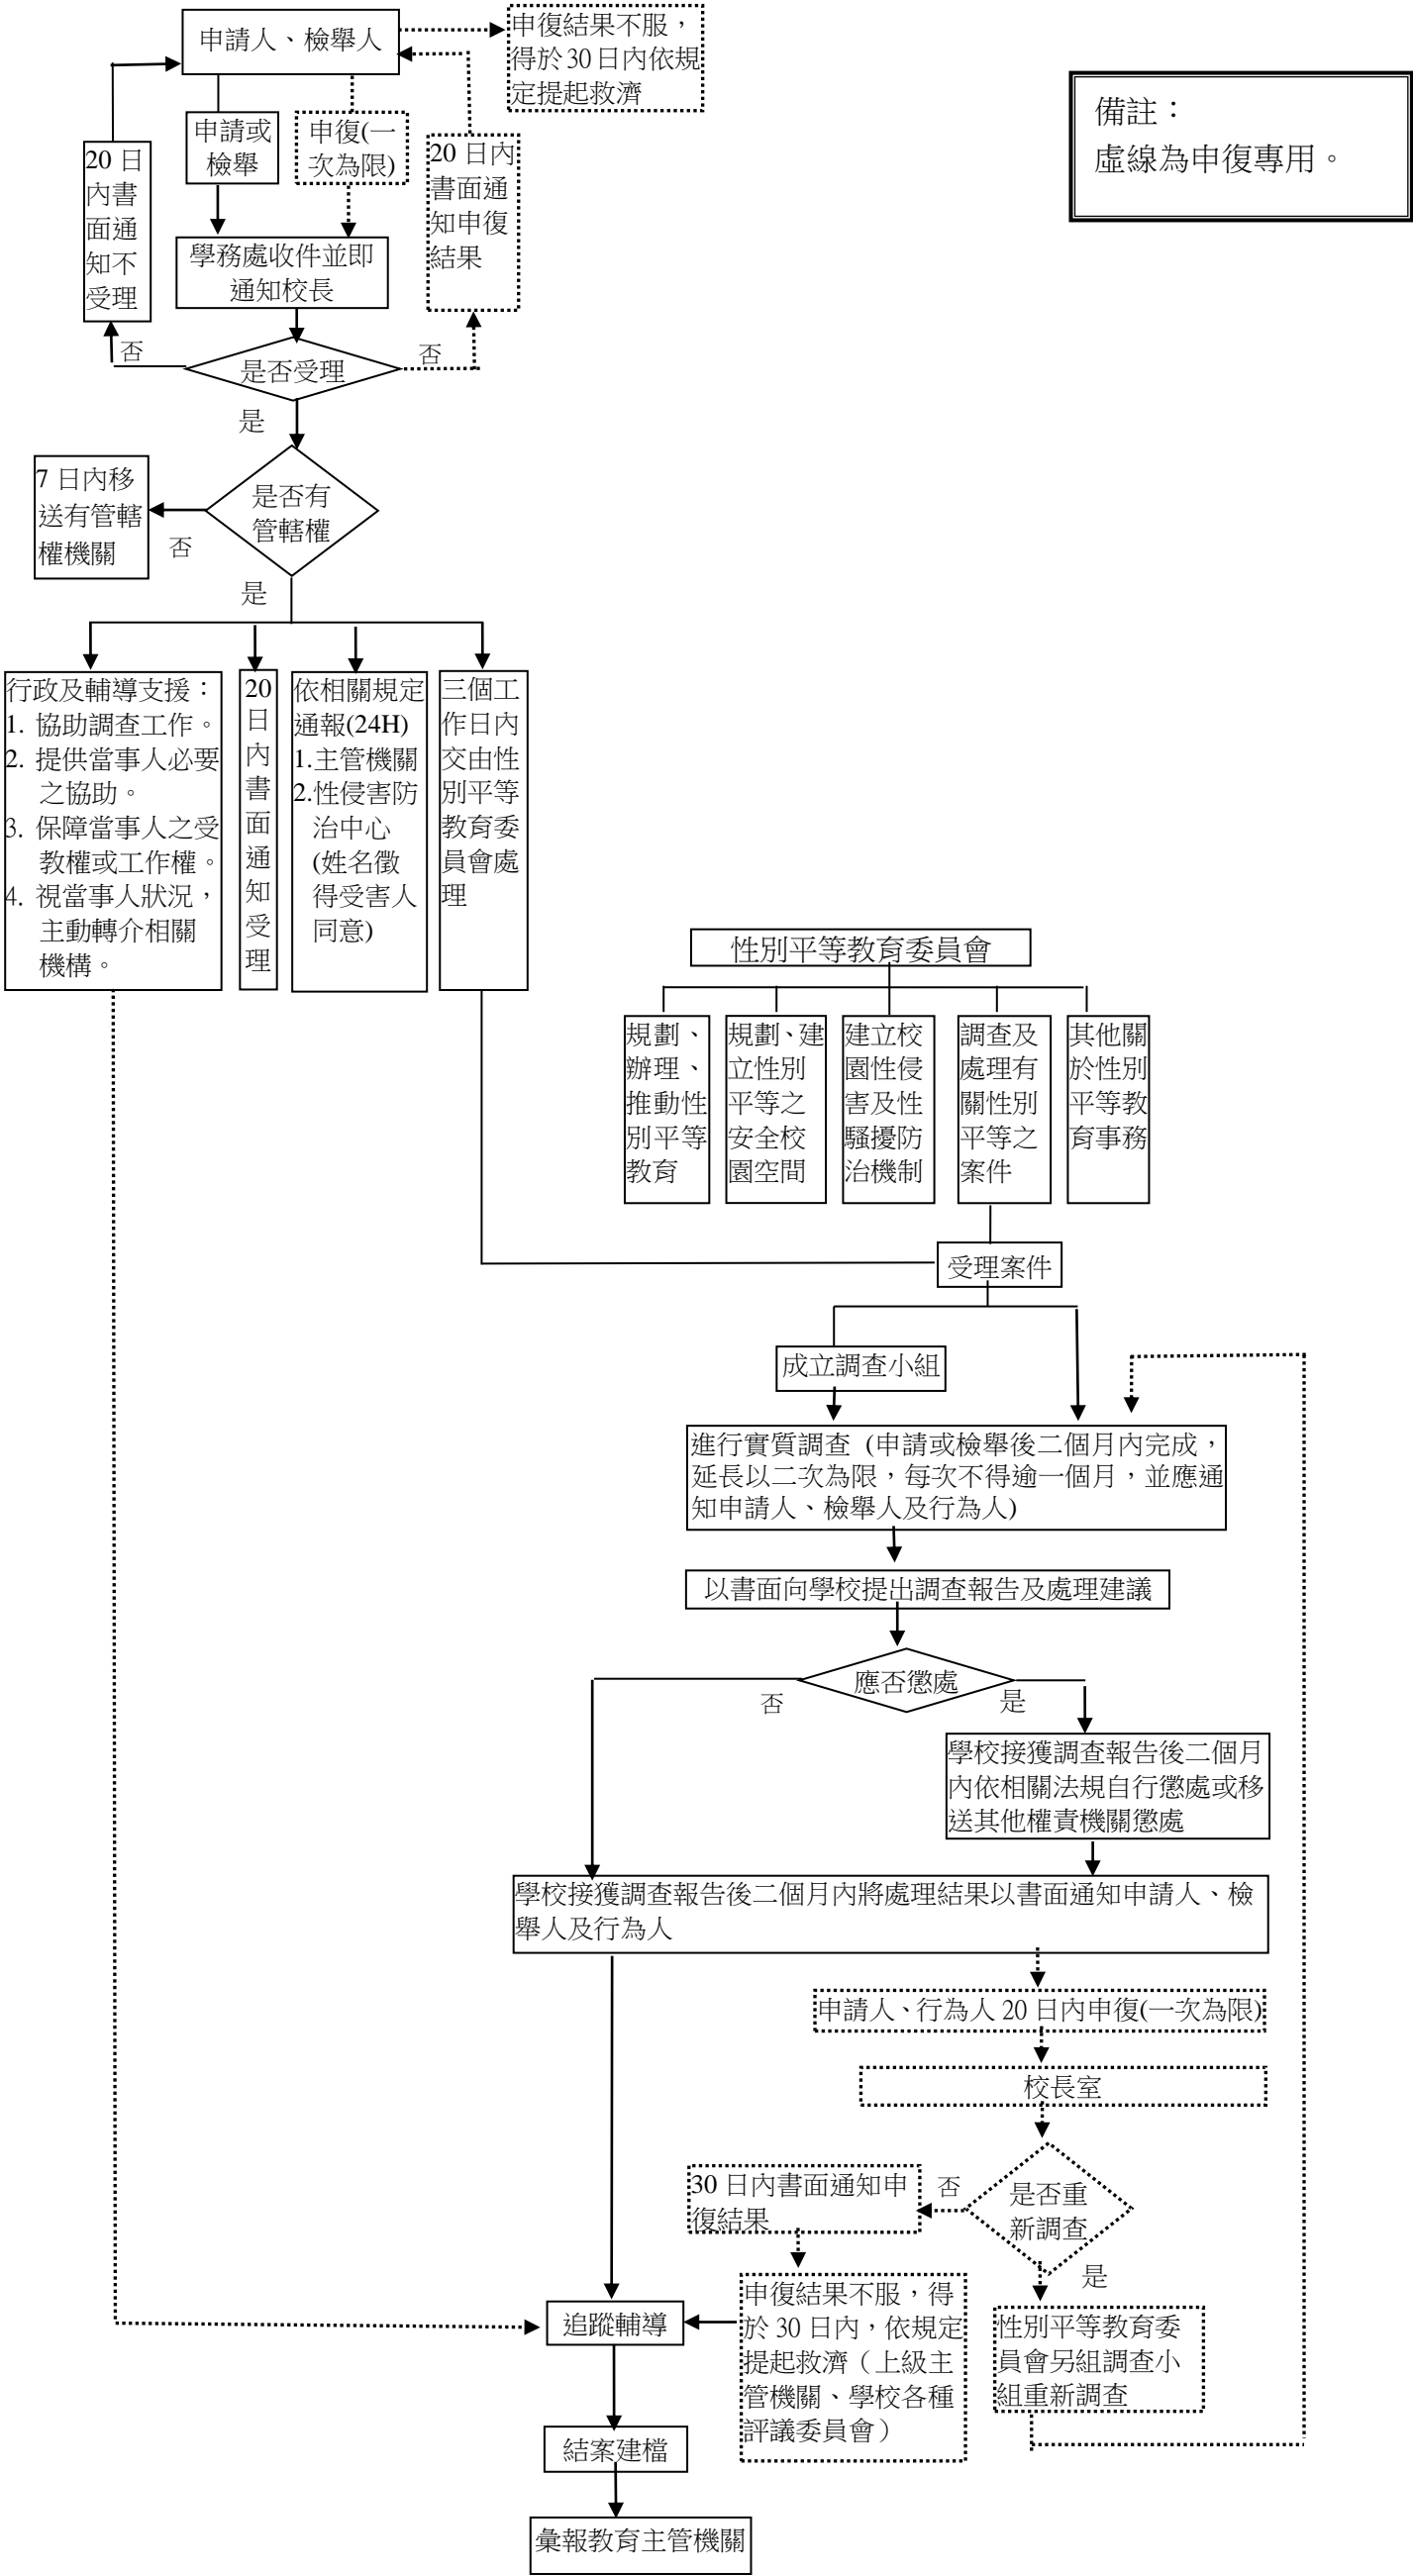 申請人、檢舉人
申復結果不服，
得於30日內依規
定提起救濟
備註：
虛線為申復專用。
申請或
檢舉
申復(一
次為限)
20 日
內書
面通
知不
受理
20 日內
書面通
知申復
結果
學務處收件並即
通知校長
否
是否受理
否
是
7 日內移
送有管轄
權機關
是否有
管轄權
否
是
行政及輔導支援：
1. 協助調查工作。
2. 提供當事人必要
之協助。
3. 保障當事人之受
教權或工作權。
4. 視當事人狀況，
主動轉介相關
機構。
20
日
內
書
面
通
知
受
理
依相關規定
通報(24H)
1.主管機關
2.性侵害防
治中心
(姓名徵
得受害人
同意)
三個工
作日內
交由性
別平等
教育委
員會處
理
性別平等教育委員會
規劃、
辦理、
推動性
別平等
教育
規劃、建
立性別
平等之
安全校
園空間
建立校
園性侵
害及性
騷擾防
治機制
調查及
處理有
關性別
平等之
案件
其他關
於性別
平等教
育事務
受理案件
成立調查小組
進行實質調查 (申請或檢舉後二個月內完成，
延長以二次為限，每次不得逾一個月，並應通
知申請人、檢舉人及行為人)
以書面向學校提出調查報告及處理建議
應否懲處
否
是
學校接獲調查報告後二個月
內依相關法規自行懲處或移
送其他權責機關懲處
學校接獲調查報告後二個月內將處理結果以書面通知申請人、檢
舉人及行為人
申請人、行為人 20 日內申復(一次為限)
校長室
30 日內書面通知申
復結果
否
是否重
新調查
是
追蹤輔導
申復結果不服，得
於 30 日內，依規定
提起救濟（上級主
管機關、學校各種
評議委員會）
性別平等教育委
員會另組調查小
組重新調查
結案建檔
彙報教育主管機關